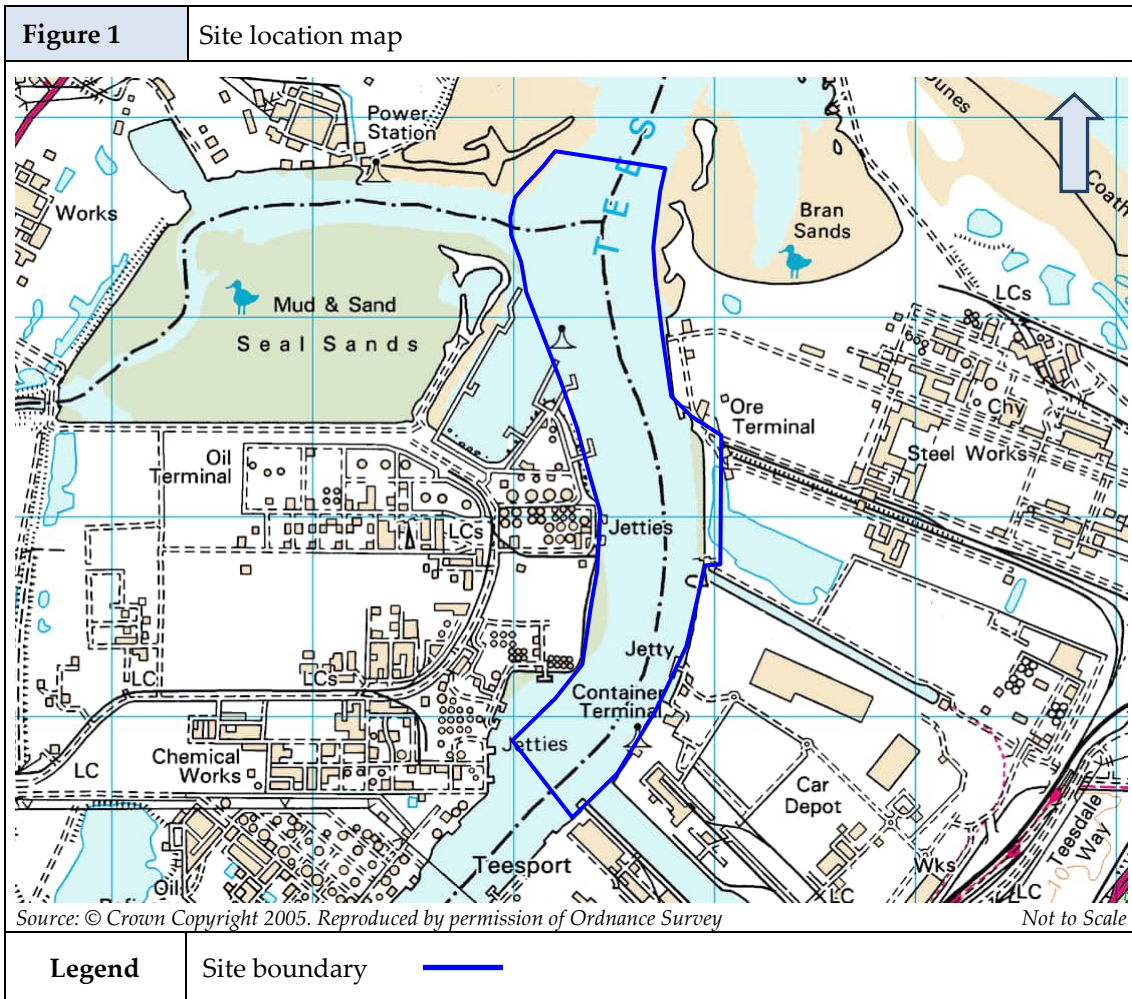 Figure 1
Site location map
Dunes
Power
Station
TEES
Coath
Works
Bran
Sands
LCs
Mud & Sand
Seal Sands
Ore
Terminal
Chy
Oil
Terminal
Steel Works
LCs
Jetties
Jetty
LC
LCs
Container
Terminal
Jetties
Chemical
Works
LC
Car
Depot
Teesdale
Way
Teesport
Wks
10
Oil
LC
LC
Source: © Crown Copyright 2005. Reproduced by permission of Ordnance Survey
Not to Scale
Legend
Site boundary